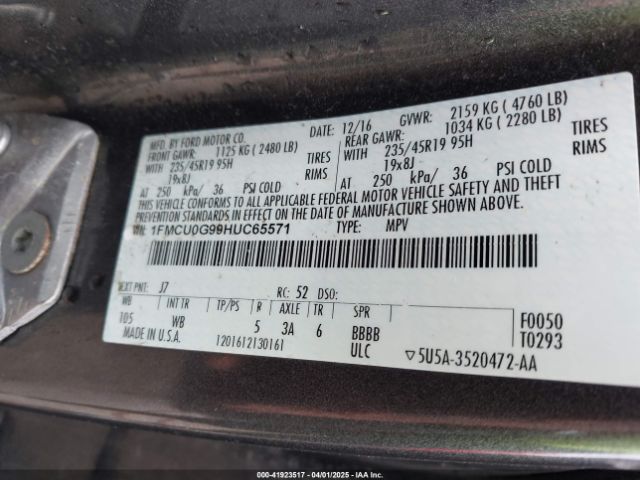 MFD. BY FORD MOTOR CO. DATE: 12/16 GVWR: 2159 KG ( 4760 LB)
FRONT GAWR: 1125 KG ( 2480 LB) REAR GAWR: 1034 KG ( 2280 LB)
WITH 235/45R19 95H TIRES WITH 235/45R19 95H TIRES
19x8J RIMS 19x8J RIMS
AT 250 kPa/ 36 PSI COLD AT 250 kPa/ 36 PSI COLD
THIS VEHICLE CONFORMS TO ALL APPLICABLE FEDERAL MOTOR VEHICLE SAFETY AND THEFT
PREVENTION STANDARDS IN EFFECT ON THE DATE OF MANUFACTURE SHOWN ABOVE.
VIN: 1FMCU0G99HUC65571 TYPE: MPV
EXT PNT: J7 RC: 52 DSO:
WB INT TR TP/PS R AXLE TR SPR
105 WB 5 3A 6 BBBB
F0050
T0293
MADE IN U.S.A. 1201612130161 ULC ▽5U5A-3520472-AA
00-41923517 - 04/01/2025 - IAA Inc.